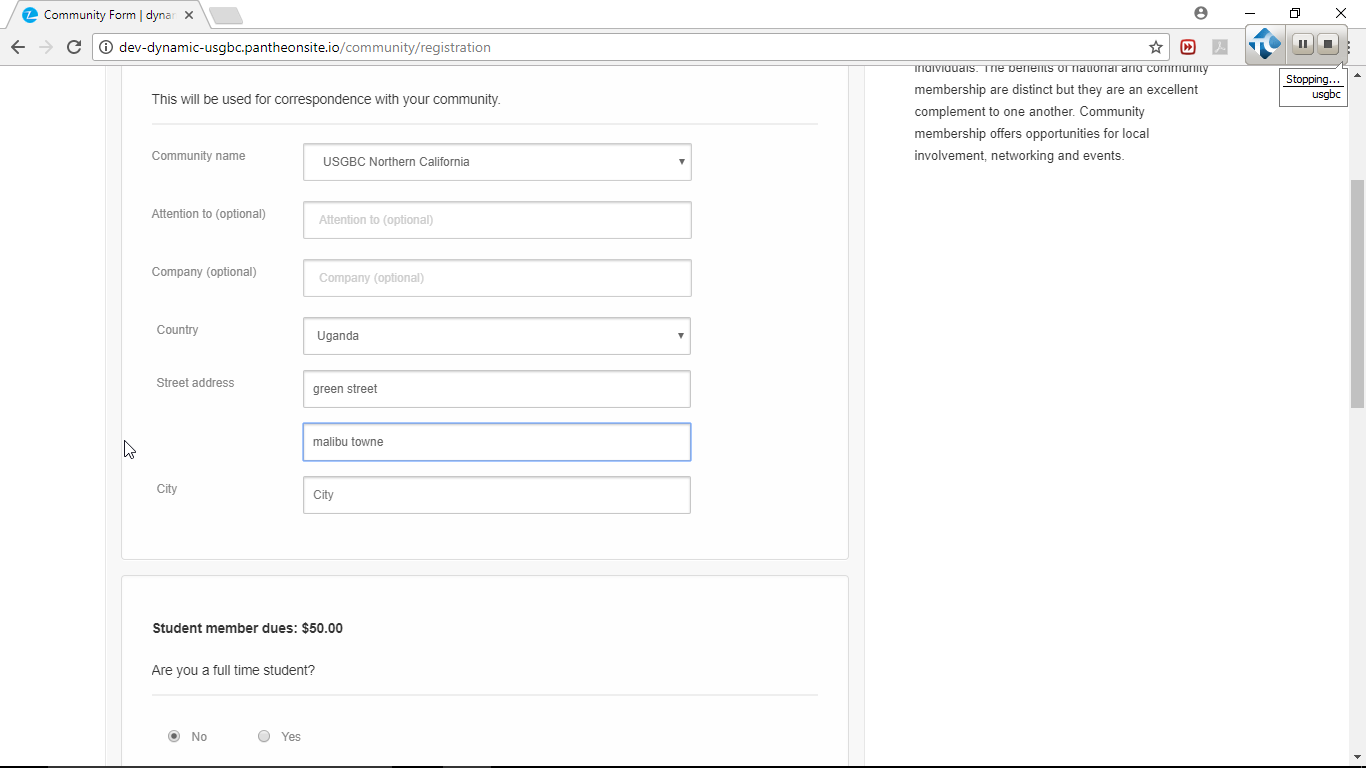 Community Form | dynar
dev-dynamic-usgbc.pantheonsite.io/community/registration
Stopping...
usgbc
This will be used for correspondence with your community.
Community name
USGBC Northern California
Attention to (optional)
Attention to (optional)
Company (optional)
Company (optional)
Country
Uganda
Street address
green street
malibu towne
City
City
Student member dues: $50.00
Are you a full time student?
No
Yes
individuals. The benefits of national and community
membership are distinct but they are an excellent
complement to one another. Community
membership offers opportunities for local
involvement, networking and events.